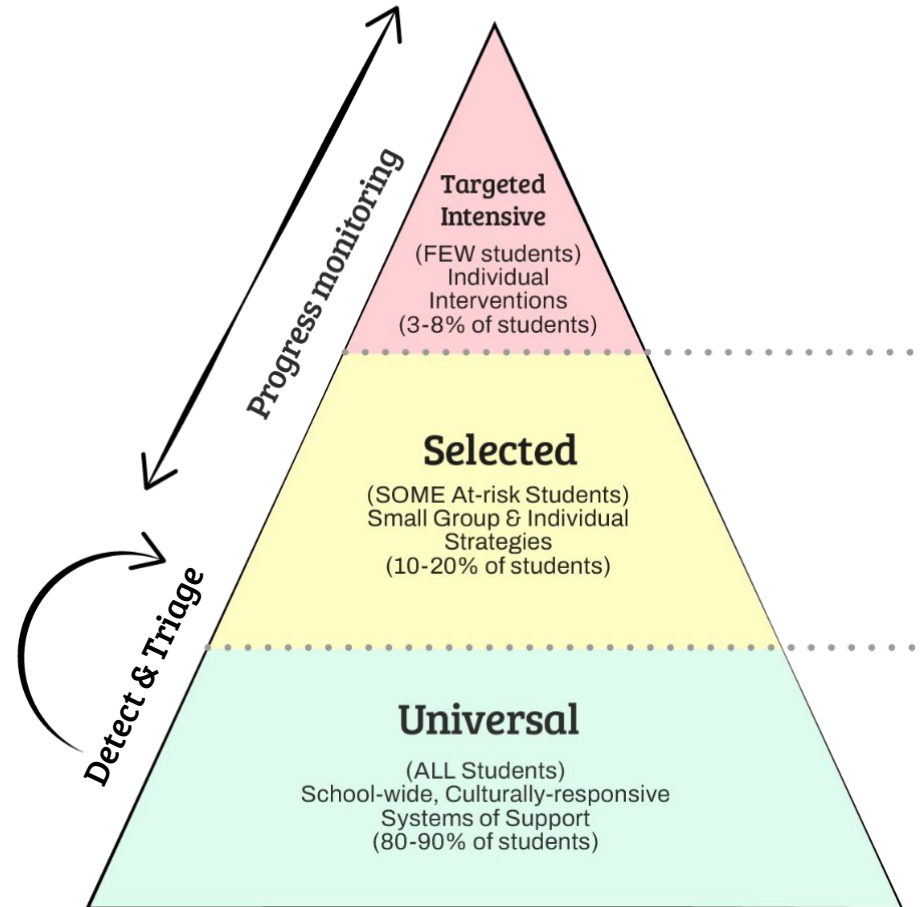 Targeted
Intensive
(FEW students)
Individual
Interventions
(3-8% of students)
Progress monitoring
Selected
(SOME At-risk Students)
Small Group & Individual
Strategies
(10-20% of students)
Detect & Triage
Universal
(ALL Students)
School-wide, Culturally-responsive
Systems of Support
(80-90% of students)